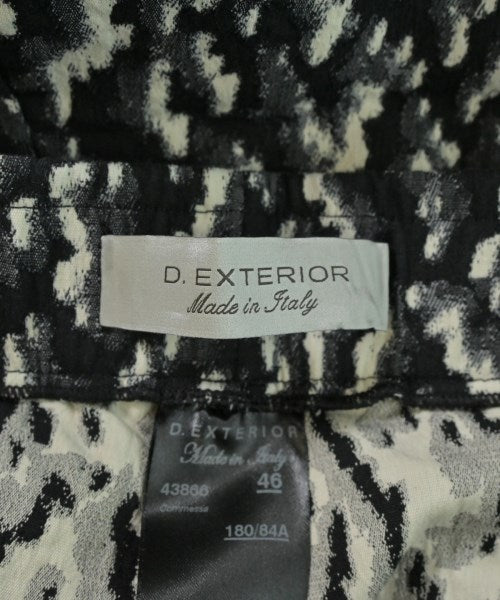 D. EXTERIOR
Made in Italy
D. EXTERIOR
Made in Italy
43866 46
Commessa
180/84A